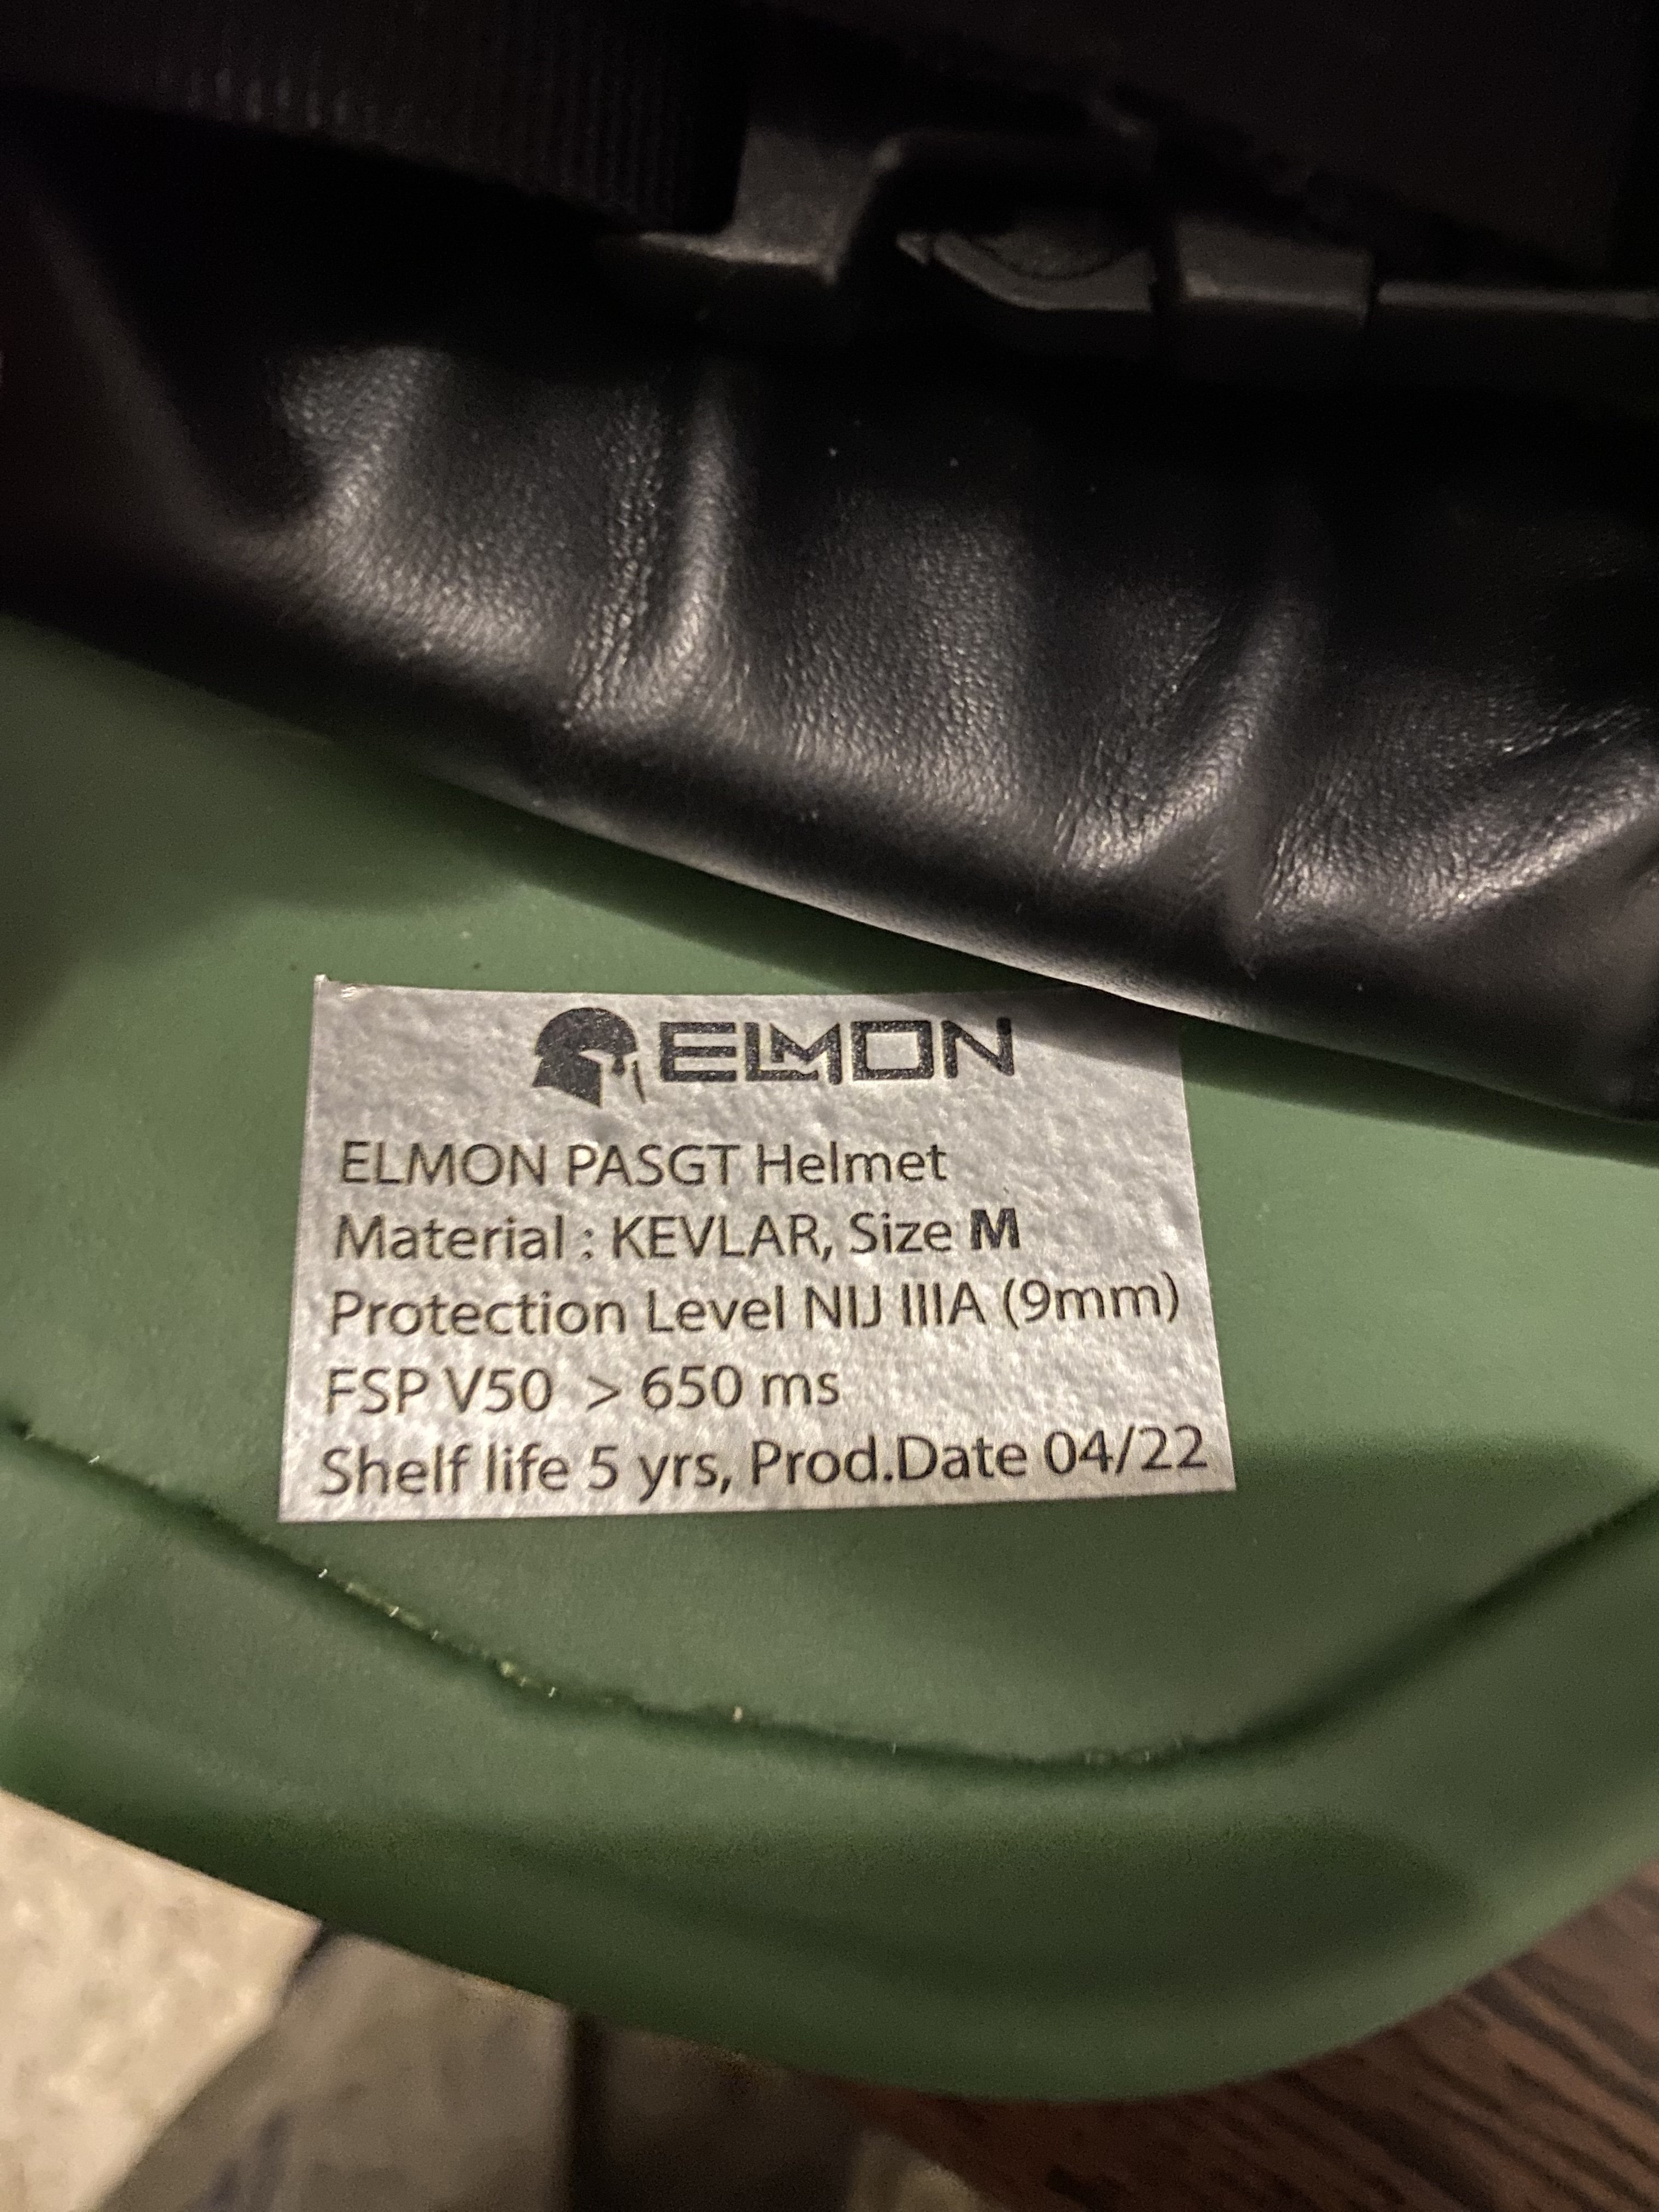 ELMON
ELMON PASGT Helmet
Material : KEVLAR, Size M
Protection Level NIJ IIIA (9mm)
FSP V50 > 650 ms
Shelf life 5 yrs, Prod.Date 04/22